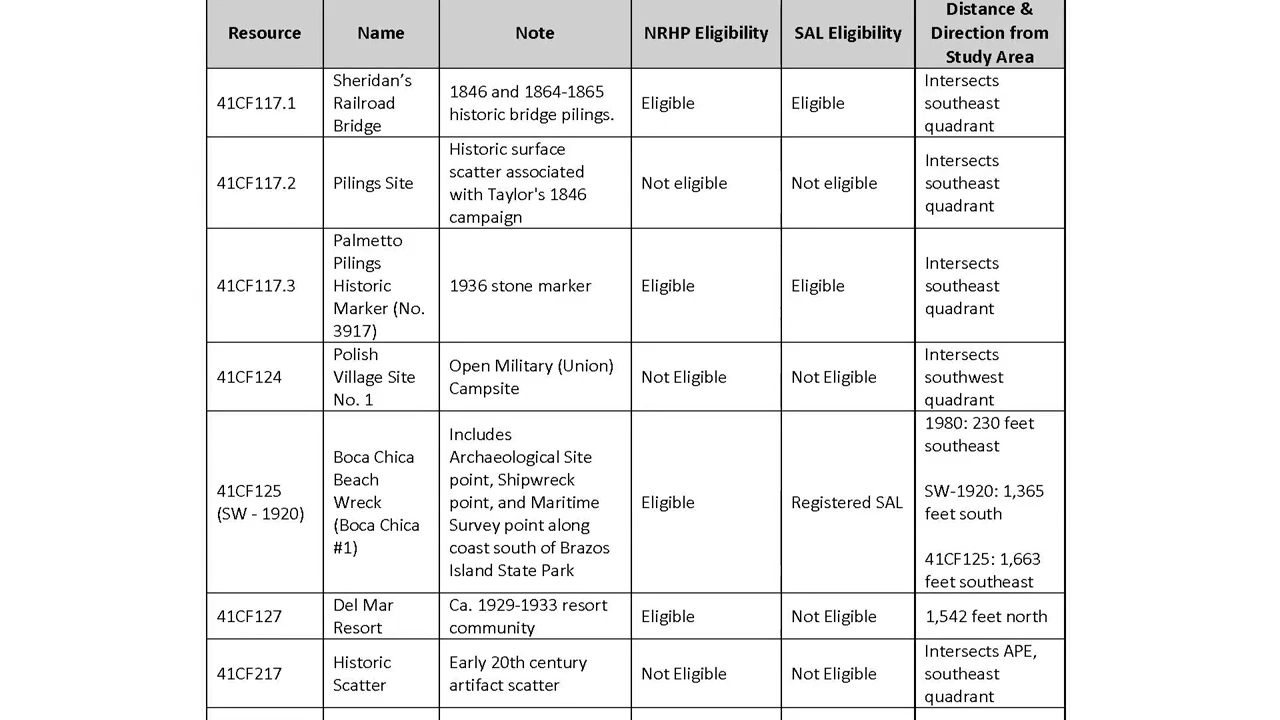 Resource
Name
Note
NRHP Eligibility
SAL Eligibility
Distance &
Direction from
Study Area
41CF117.1
Sheridan’s
Railroad
Bridge
1846 and 1864-1865
historic bridge pilings.
Eligible
Eligible
Intersects
southeast
quadrant
41CF117.2
Pilings Site
Historic surface
scatter associated
with Taylor's 1846
campaign
Not eligible
Not eligible
Intersects
southeast
quadrant
41CF117.3
Palmetto
Pilings
Historic
Marker (No.
3917)
1936 stone marker
Eligible
Eligible
Intersects
southeast
quadrant
41CF124
Polish
Village Site
No. 1
Open Military (Union)
Campsite
Not Eligible
Not Eligible
Intersects
southwest
quadrant
41CF125
(SW - 1920)
Boca Chica
Beach
Wreck
(Boca Chica
#1)
Includes
Archaeological Site
point, Shipwreck
point, and Maritime
Survey point along
coast south of Brazos
Island State Park
Eligible
Registered SAL
1980: 230 feet
southeast
SW-1920: 1,365
feet south
41CF125: 1,663
feet southeast
41CF127
Del Mar
Resort
Ca. 1929-1933 resort
community
Eligible
Not Eligible
1,542 feet north
41CF217
Historic
Scatter
Early 20th century
artifact scatter
Not Eligible
Not Eligible
Intersects APE,
southeast
quadrant